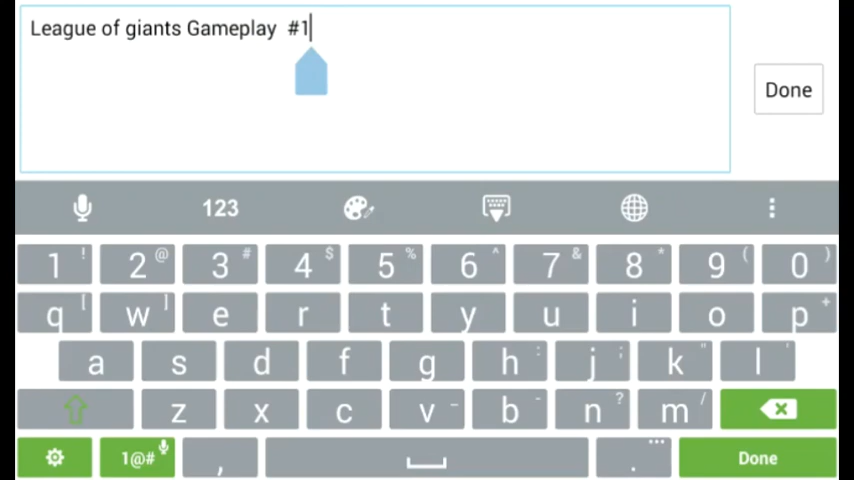 League of giants Gameplay  #1
Done
123
1 ! 2 @ 3 # 4 $ 5 % 6 ^ 7 & 8 * 9 ( 0 )
q [ w ] e r t y u i o p +
a s d f g h : j ; k " l '
z x c v _ b - n ? m /
1@# , . ... Done